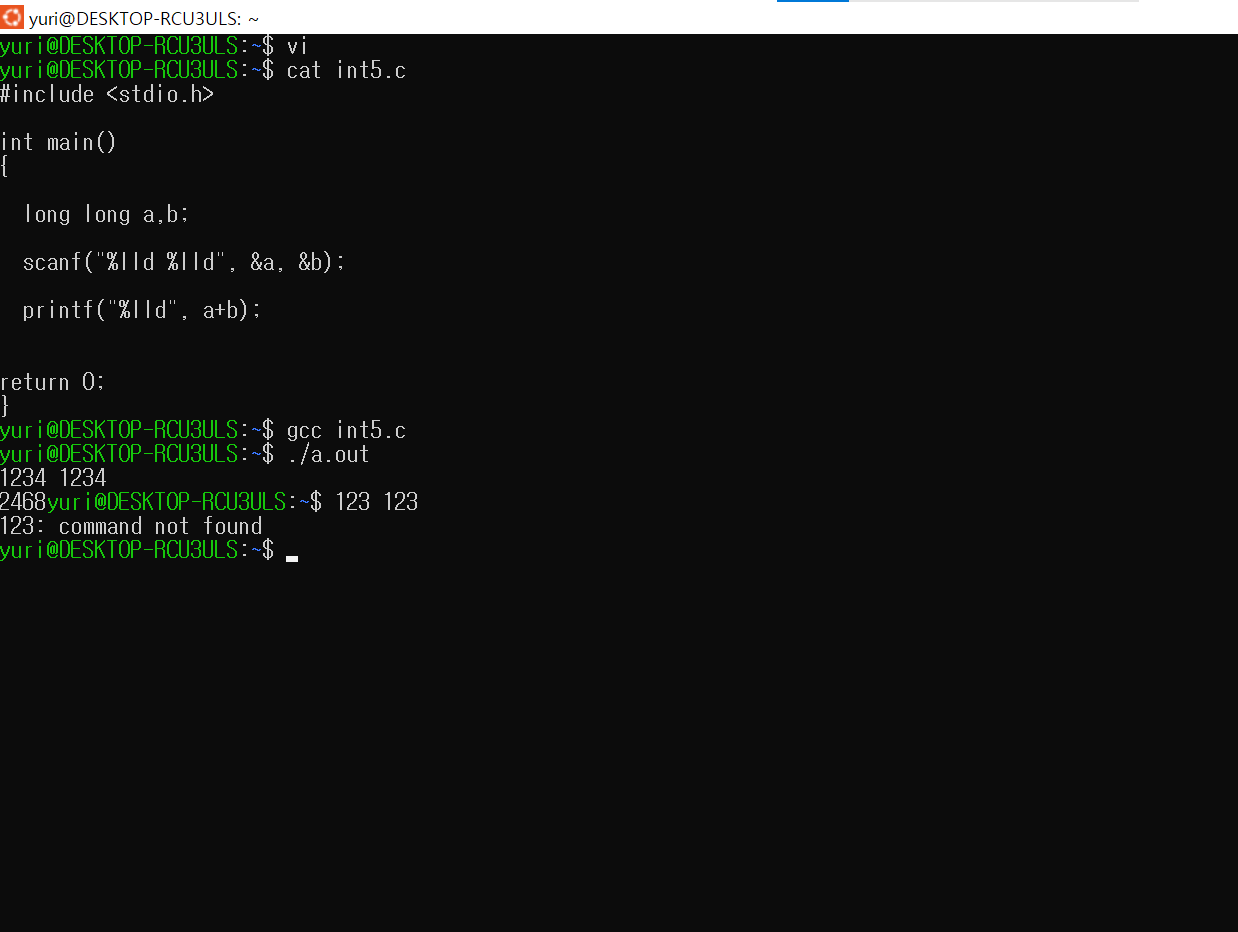 yuri@DESKTOP-RCU3ULS: ~
yuri@DESKTOP-RCU3ULS:~$ vi
yuri@DESKTOP-RCU3ULS:~$ cat int5.c
#include <stdio.h>
int main()
{
long long a,b;
scanf("%lld %lld", &a, &b);
printf("%lld", a+b);
return 0;
}
yuri@DESKTOP-RCU3ULS:~$ gcc int5.c
yuri@DESKTOP-RCU3ULS:~$ ./a.out
1234 1234
2468yuri@DESKTOP-RCU3ULS:~$ 123 123
123: command not found
yuri@DESKTOP-RCU3ULS:~$